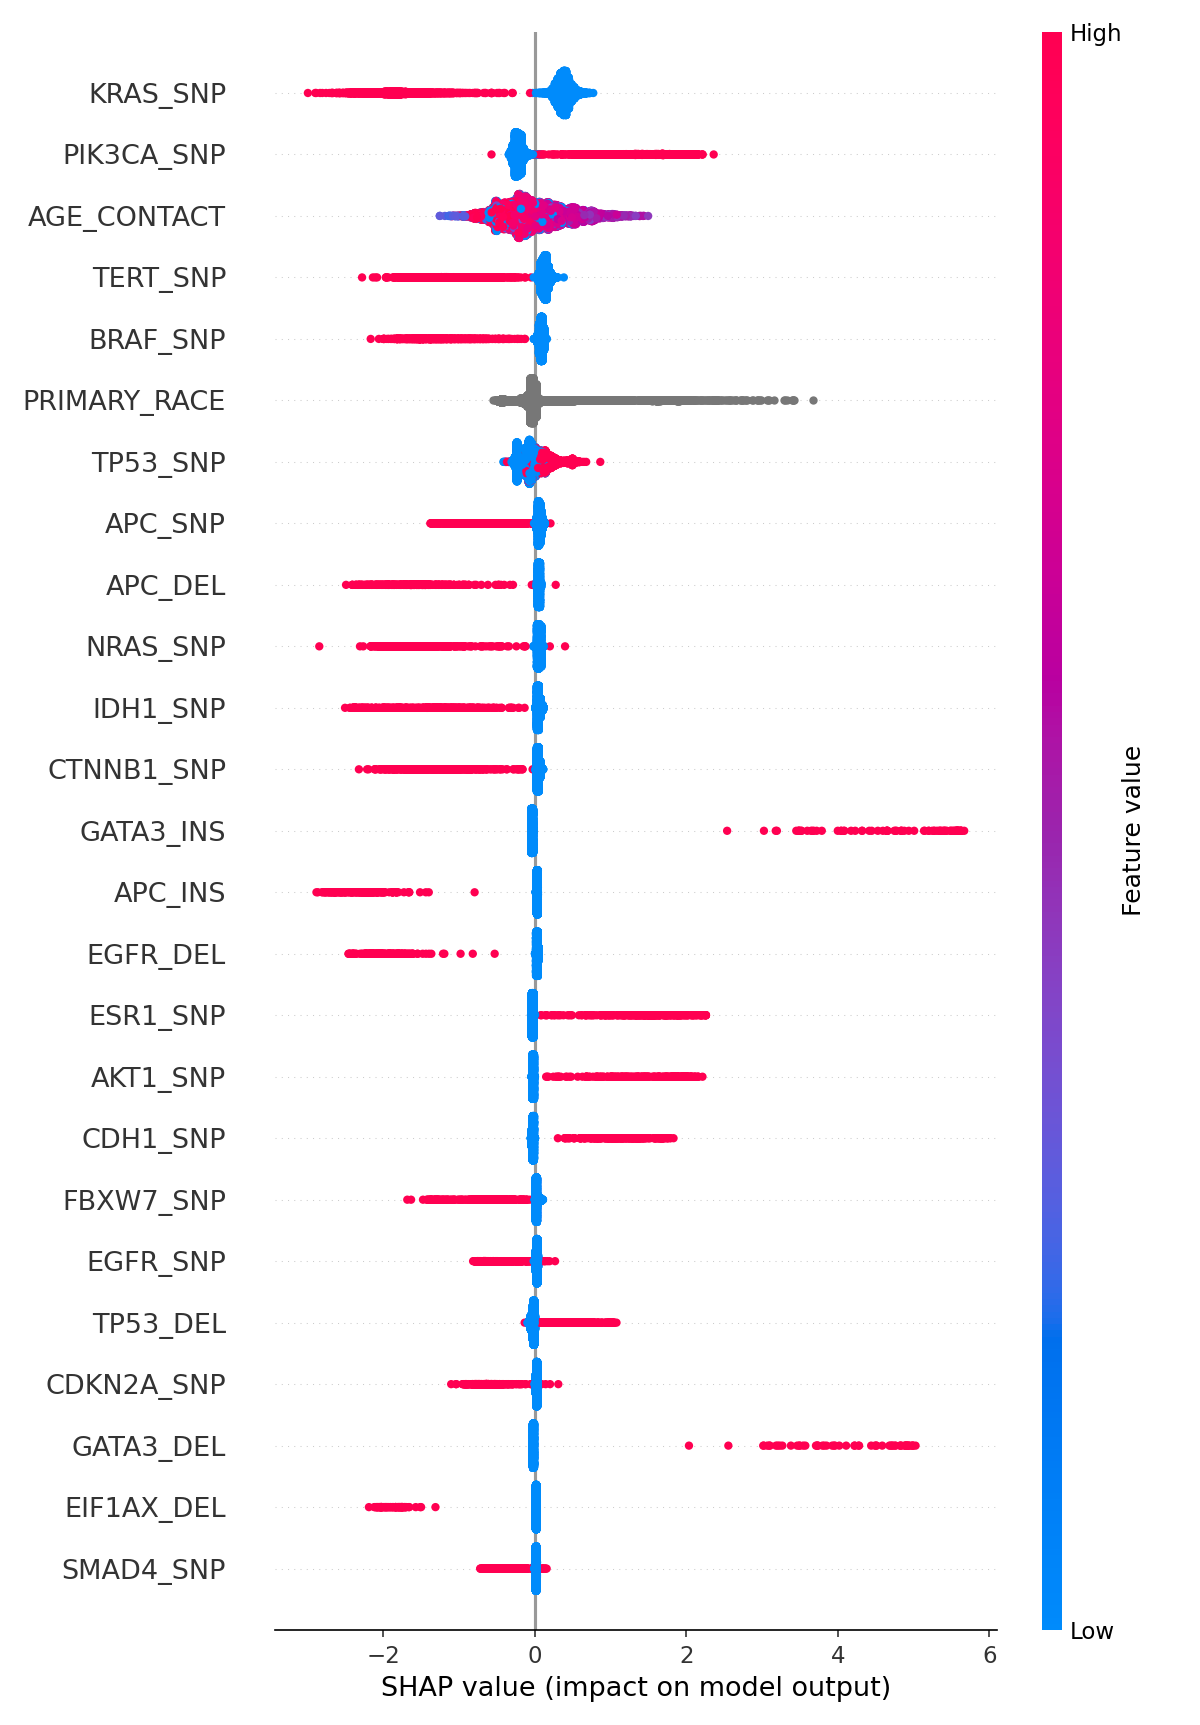 High
KRAS_SNP
PIK3CA_SNP
AGE_CONTACT
TERT_SNP
BRAF_SNP
PRIMARY_RACE
TP53_SNP
APC_SNP
APC_DEL
NRAS_SNP
IDH1_SNP
CTNNB1_SNP
GATA3_INS
APC_INS
EGFR_DEL
ESR1_SNP
AKT1_SNP
CDH1_SNP
FBXW7_SNP
EGFR_SNP
TP53_DEL
CDKN2A_SNP
GATA3_DEL
EIF1AX_DEL
SMAD4_SNP
Feature value
Low
−2 0 2 4 6
SHAP value (impact on model output)